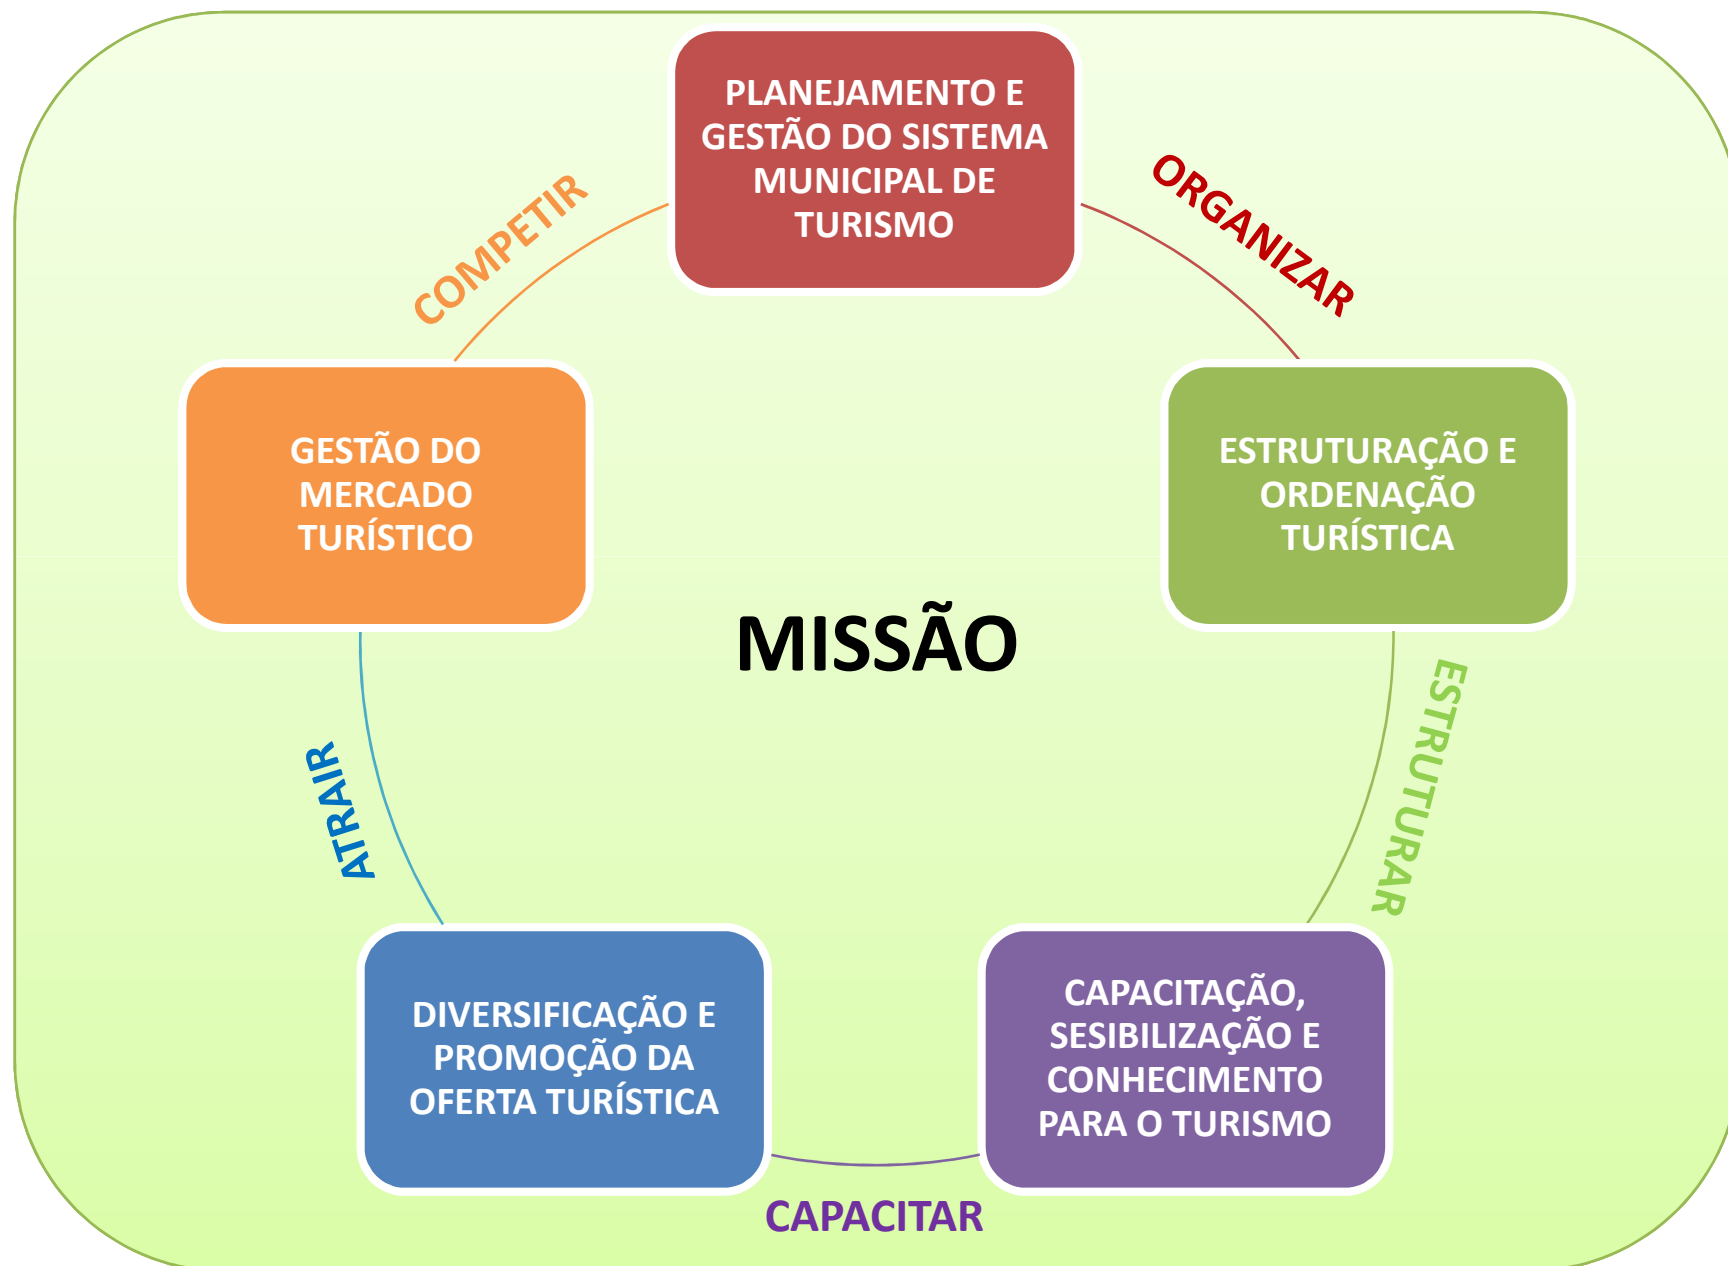 PLANEJAMENTO E
GESTÃO DO SISTEMA
MUNICIPAL DE
TURISMO
ORGANIZAR
ESTRUTURAÇÃO E
ORDENAÇÃO
TURÍSTICA
ESTRUTURAR
CAPACITAÇÃO,
SESIBILIZAÇÃO E
CONHECIMENTO
PARA O TURISMO
CAPACITAR
DIVERSIFICAÇÃO E
PROMOÇÃO DA
OFERTA TURÍSTICA
ATRAIR
GESTÃO DO
MERCADO
TURÍSTICO
COMPETIR
MISSÃO